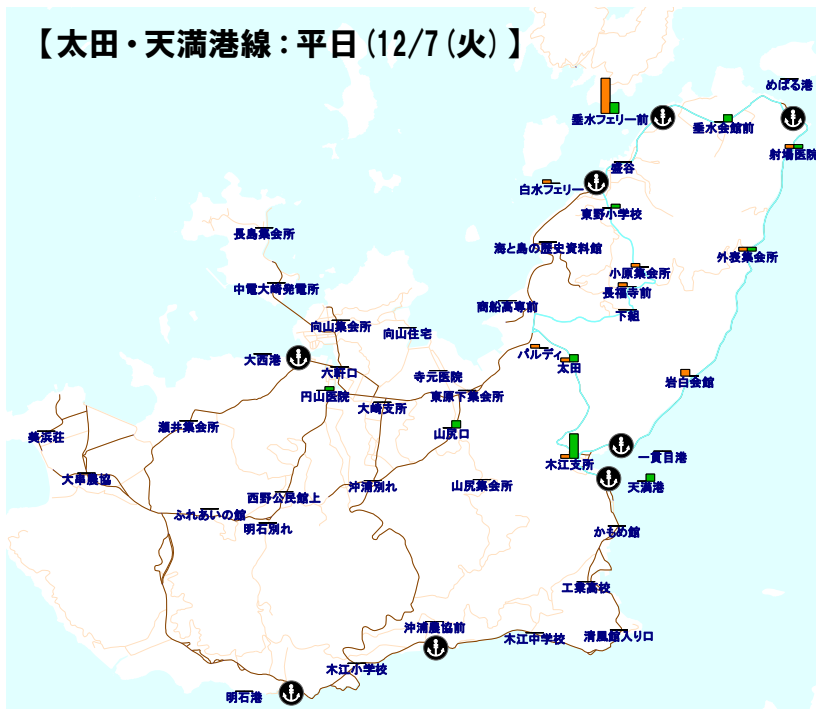 【太田・天満港線：平日(12/7(火)】
めばる港
垂水フェリー前
垂水会館前
射場医院
盛谷
白水フェリー
東野小学校
長島集会所
海と島の歴史資料館
外表集会所
小原集会所
中電大崎発電所
長福寺前
商船高専前
下組
向山集会所
向山住宅
大西港
パルディ
太田
六軒口
寺元医院
岩白会館
円山医院
大崎支所
東原下集会所
瀬井集会所
山尻口
美浜荘
一貫目港
木江支所
大串農協
沖浦別れ
山尻集会所
天満港
西野公民館上
ふれあいの館
明石別れ
かもめ館
工業高校
沖浦農協前
木江中学校
清風館入り口
木江小学校
明石港